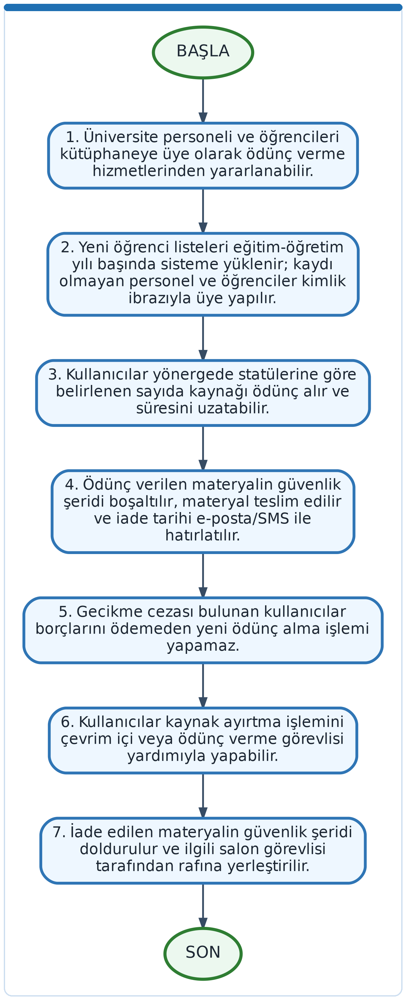 BAŞLA
1. Üniversite personeli ve öğrencileri
kütüphaneye üye olarak ödünç verme
hizmetlerinden yararlanabilir.
2. Yeni öğrenci listeleri eğitim-öğretim
yılı başında sisteme yüklenir; kaydı
olmayan personel ve öğrenciler kimlik
ibrazıyla üye yapılır.
3. Kullanıcılar yönergede statülerine göre
belirlenen sayıda kaynağı ödünç alır ve
süresini uzatabilir.
4. Ödünç verilen materyalin güvenlik
şeridi boşaltılır, materyal teslim edilir
ve iade tarihi e-posta/SMS ile
hatırlatılır.
5. Gecikme cezası bulunan kullanıcılar
borçlarını ödemeden yeni ödünç alma işlemi
yapamaz.
6. Kullanıcılar kaynak ayırtma işlemini
çevrim içi veya ödünç verme görevlisi
yardımıyla yapabilir.
7. İade edilen materyalin güvenlik şeridi
doldurulur ve ilgili salon görevlisi
tarafından rafına yerleştirilir.
SON